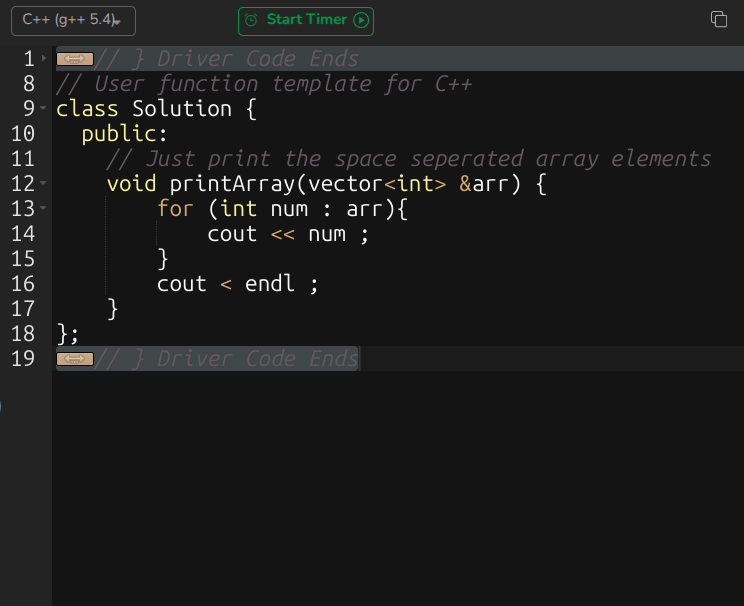 C++ (g++ 5.4)
Start Timer
1 // } Driver Code Ends
8 // User function template for C++
9 class Solution {
10 public:
11 // Just print the space seperated array elements
12 void printArray(vector<int> &arr) {
13 for (int num : arr){
14 cout << num ;
15 }
16 cout < endl ;
17 }
18 };
19 // } Driver Code Ends